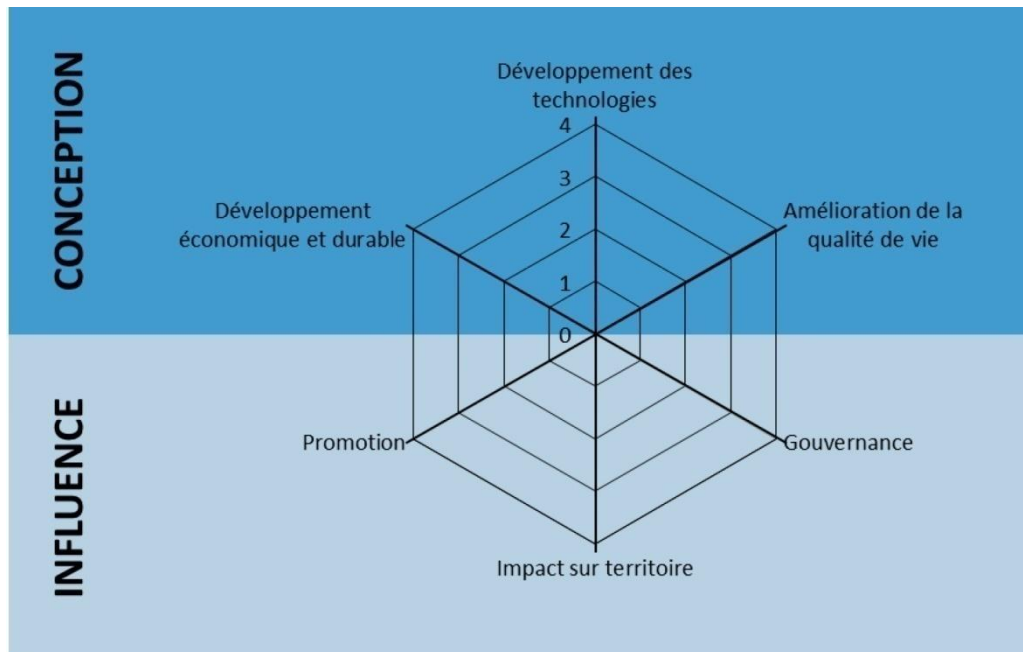 CONCEPTION
Développement des
technologies
4
3
2
1
0
Développement
économique et durable
Amélioration de la
qualité de vie
INFLUENCE
Promotion
Gouvernance
Impact sur territoire